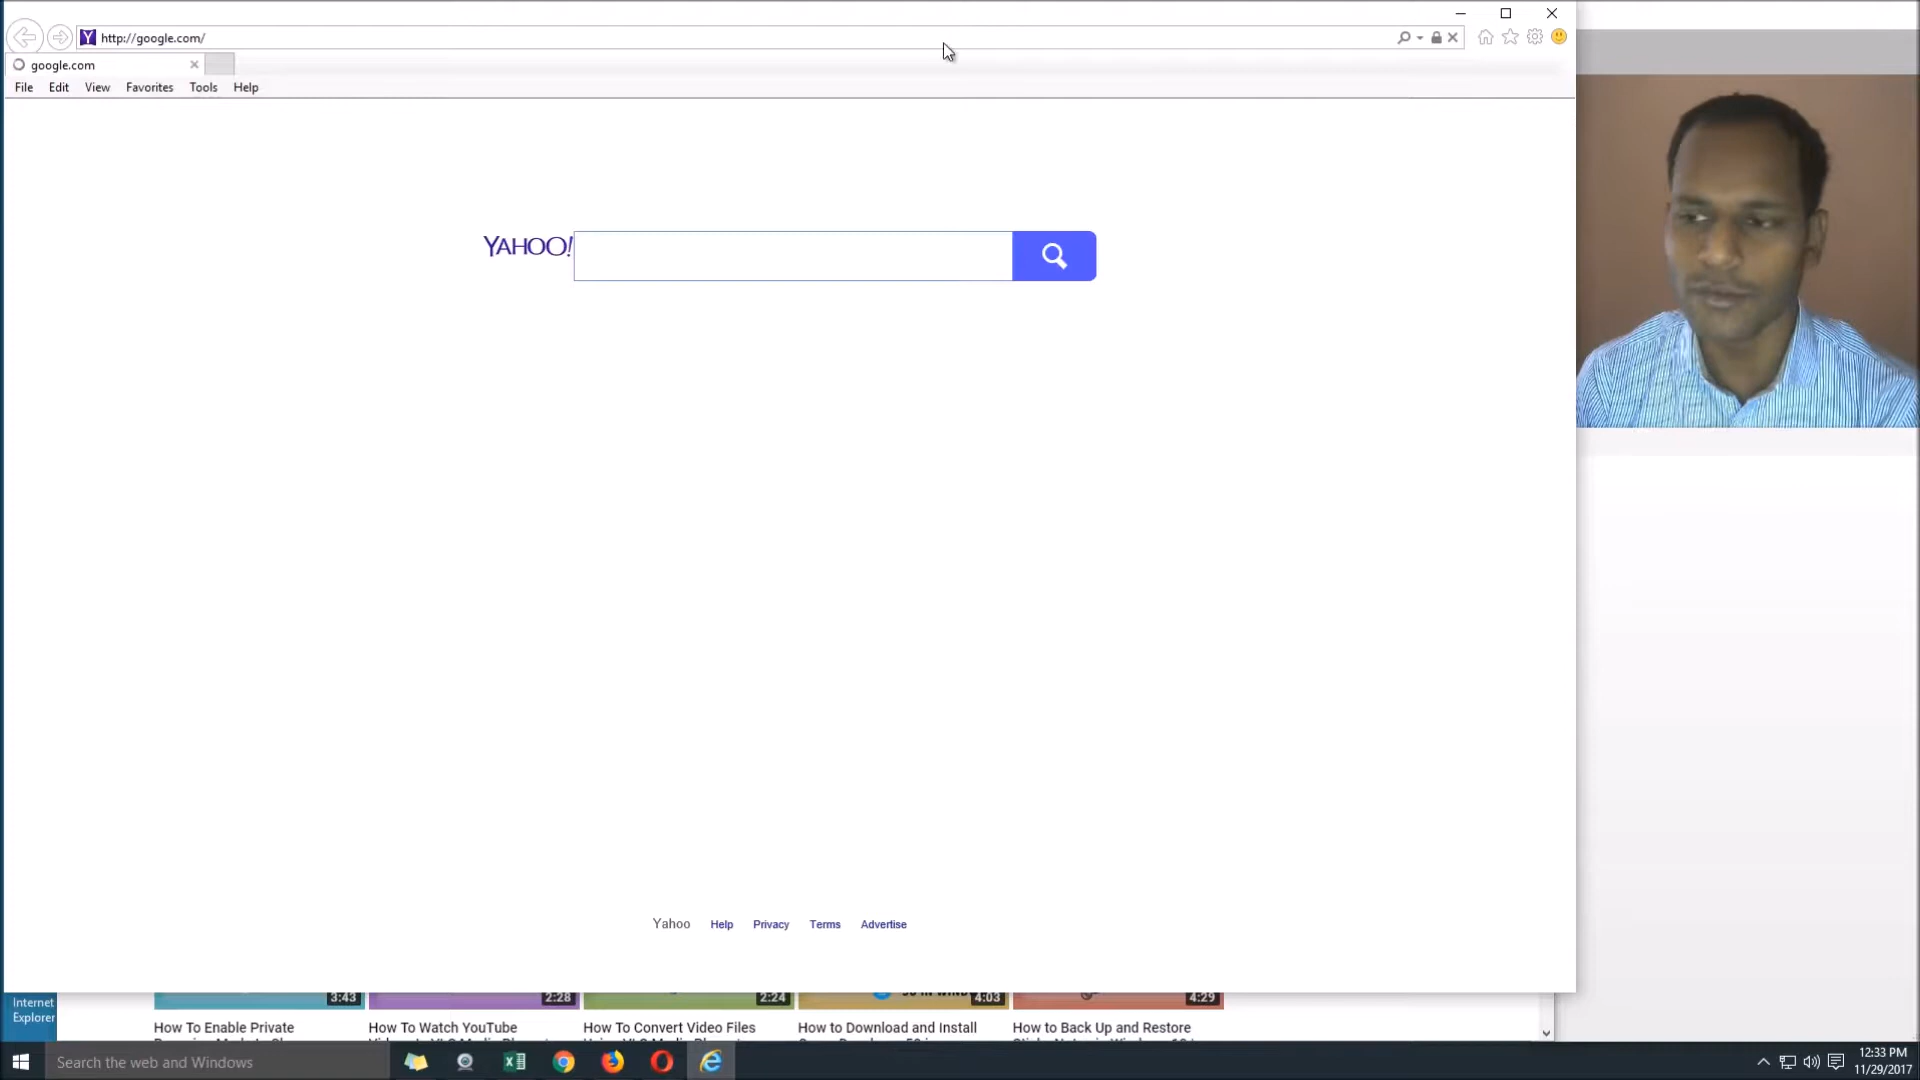 http://google.com/
google.com
File Edit View Favorites Tools Help
YAHOO!
Yahoo Help Privacy Terms Advertise
Internet
Explorer
3:43
2:28
2:24
4:03
4:29
How To Enable Private
How To Watch YouTube
How To Convert Video Files
How to Download and Install
How to Back Up and Restore
Search the web and Windows
12:33 PM
11/29/2017